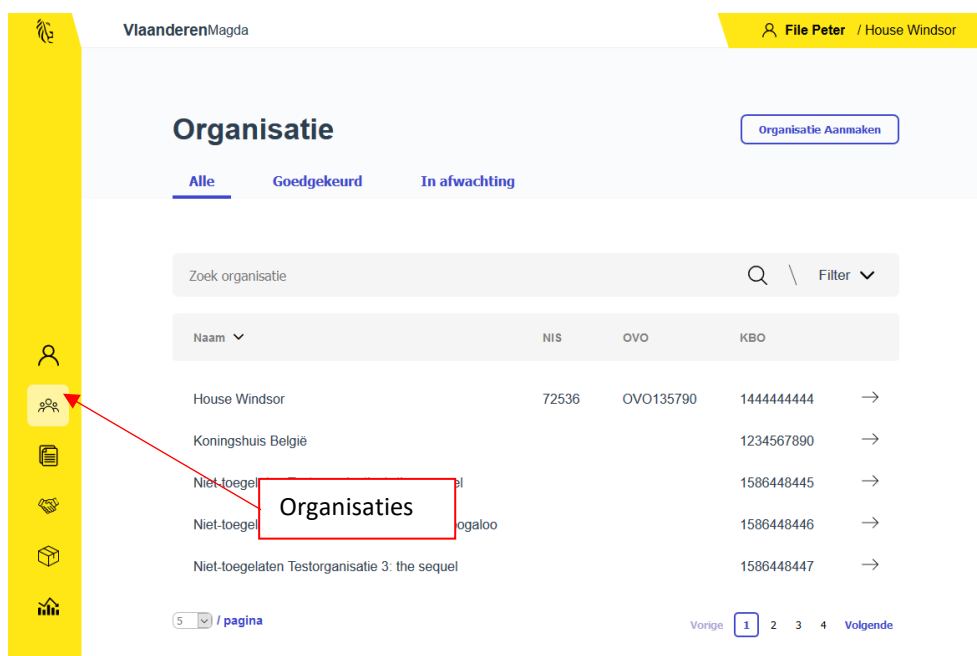 VlaanderenMagda
File Peter / House Windsor
Organisatie
Organisatie Aanmaken
Alle Goedgekeurd In afwachting
Zoek organisatie \ Filter
Naam NIS OVO KBO
House Windsor 72536 OVO135790 1444444444
Koningshuis België 1234567890
1586448445
Organisaties
1586448446
Niet-toegelaten Testorganisatie 3: the sequel 1586448447
5 / pagina
Vorige 1 2 3 4 Volgende